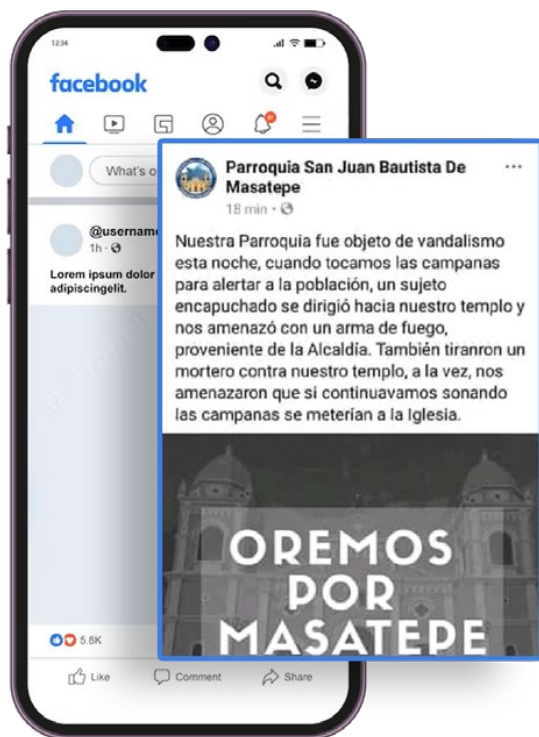 12:34
facebook
What's o
@username
1h
Lorem ipsum dolor
adipiscingelit.
Parroquia San Juan Bautista De
Masatepe
18 min
Nuestra Parroquia fue objeto de vandalismo
esta noche, cuando tocamos las campanas
para alertar a la población, un sujeto
encapuchado se dirigió hacia nuestro templo y
nos amenazó con un arma de fuego,
proveniente de la Alcaldía. También tiranron un
mortero contra nuestro templo, a la vez, nos
amenazaron que si continuavamos sonando
las campanas se meterían a la Iglesia.
OREMOS
POR
MASATEPE
5.6K
Like
Comment
Share